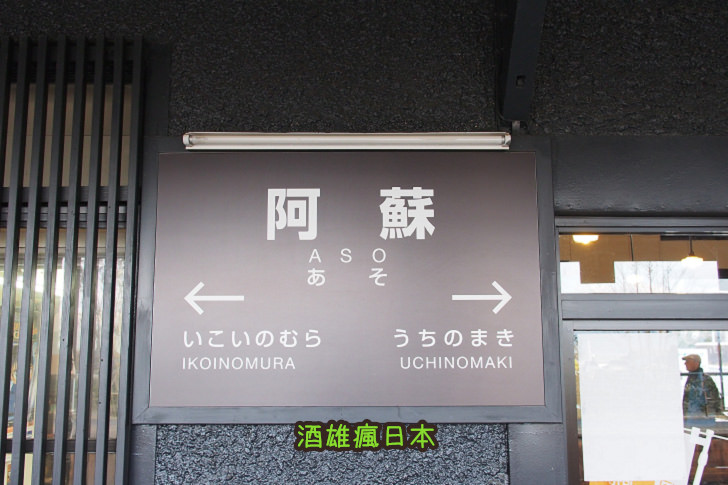 阿蘇
ASO
あそ
← →
いこいのむら うちのまき
IKOINOMURA UCHINOMAKI
酒雄瘋日本